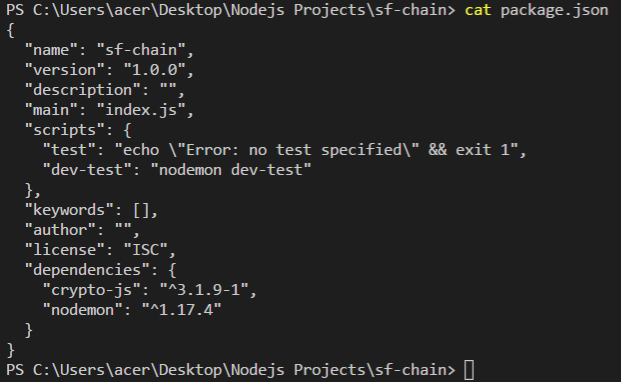 PS C:\Users\acer\Desktop\Nodejs Projects\sf-chain> cat package.json
{
  "name": "sf-chain",
  "version": "1.0.0",
  "description": "",
  "main": "index.js",
  "scripts": {
    "test": "echo \"Error: no test specified\" && exit 1",
    "dev-test": "nodemon dev-test"
  },
  "keywords": [],
  "author": "",
  "license": "ISC",
  "dependencies": {
    "crypto-js": "^3.1.9-1",
    "nodemon": "^1.17.4"
  }
}
PS C:\Users\acer\Desktop\Nodejs Projects\sf-chain>